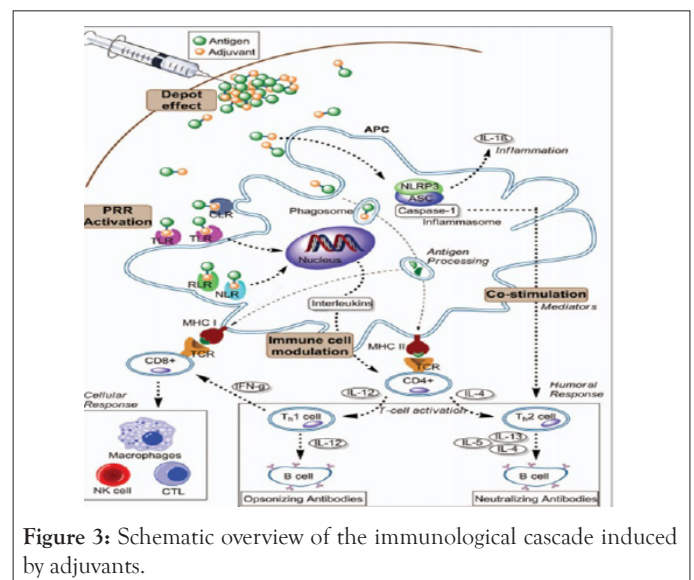 Antigen
Adjuvant
Depot
effect
APC
IL-1ß
Inflammation
NLRP3
ASC
Caspase-1
Inflammasome
PRR
Activation
CLR
TLR
TLR
Phagosome
Nucleus
Antigen
Processing
RLR
NLR
Interleukins
Co-stimulation
Mediators
MHC I
TCR
Immune cell
modulation
MHC II
TCR
CD8+
CD4+
Cellular
Response
IFN-g
IL-12
IL-4
Humoral
Response
T-cell activation
Th1 cell
Th2 cell
Macrophages
NK cell
CTL
IL-12
IL-5
IL-13
IL-4
B cell
B cell
Opsonizing Antibodies
Neutralizing Antibodies
Figure 3: Schematic overview of the immunological cascade induced
by adjuvants.